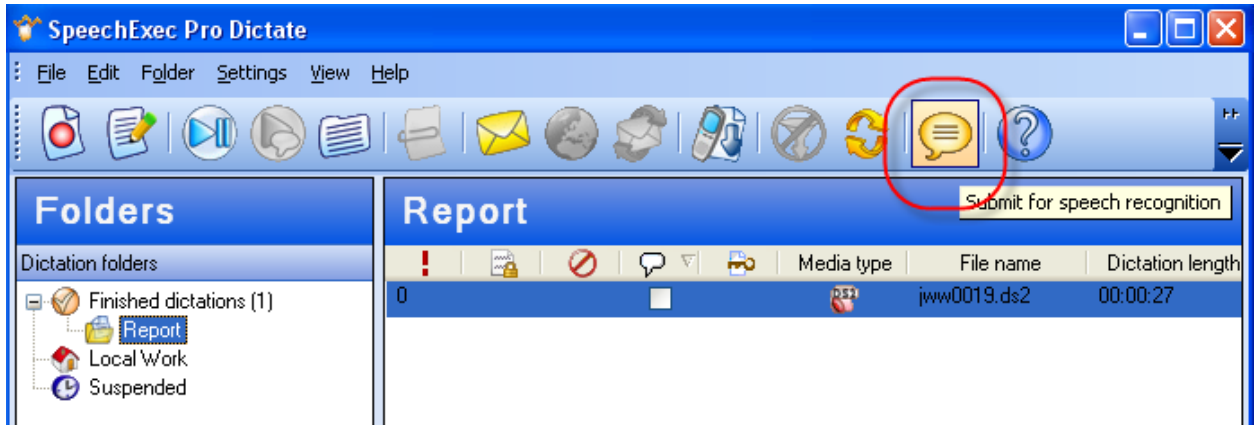 SpeechExec Pro Dictate
File Edit Folder Settings View Help
Submit for speech recognition
Folders
Report
Dictation folders
! Media type File name Dictation length
Finished dictations (1)
0 DS2 jww0019.ds2 00:00:27
Report
Local Work
Suspended